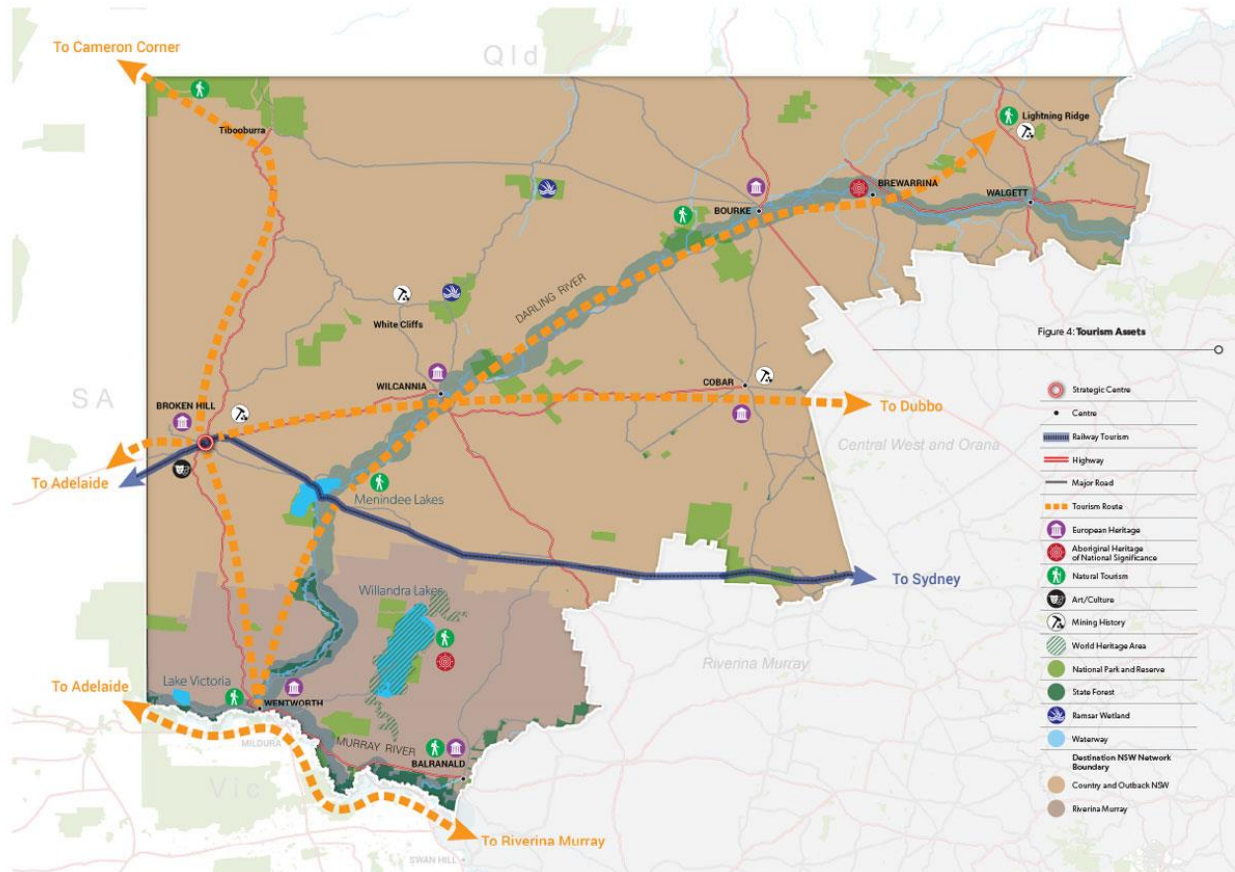 To Cameron Corner
Qld
Tibooburra
Lightning Ridge
BREWARRINA
WALGETT
BOURKE
DARLING RIVER
White Cliffs
Figure 4: Tourism Assets
WILCANNIA
COBAR
SA
BROKEN HILL
To Dubbo
Central West and Orana
To Adelaide
Menindee Lakes
To Sydney
Willandra Lakes
Riverina Murray
To Adelaide
Lake Victoria
WENTWORTH
MILDURA
MURRAY RIVER
BALRANALD
Vic
To Riverina Murray
SWAN HILL
Strategic Centre
Centre
Railway Tourism
Highway
Major Road
Tourism Route
European Heritage
Aboriginal Heritage
of National Significance
Natural Tourism
Art/Culture
Mining History
World Heritage Area
National Park and Reserve
State Forest
Ramsar Wetland
Waterway
Destination NSW Network
Boundary
Country and Outback NSW
Riverina Murray